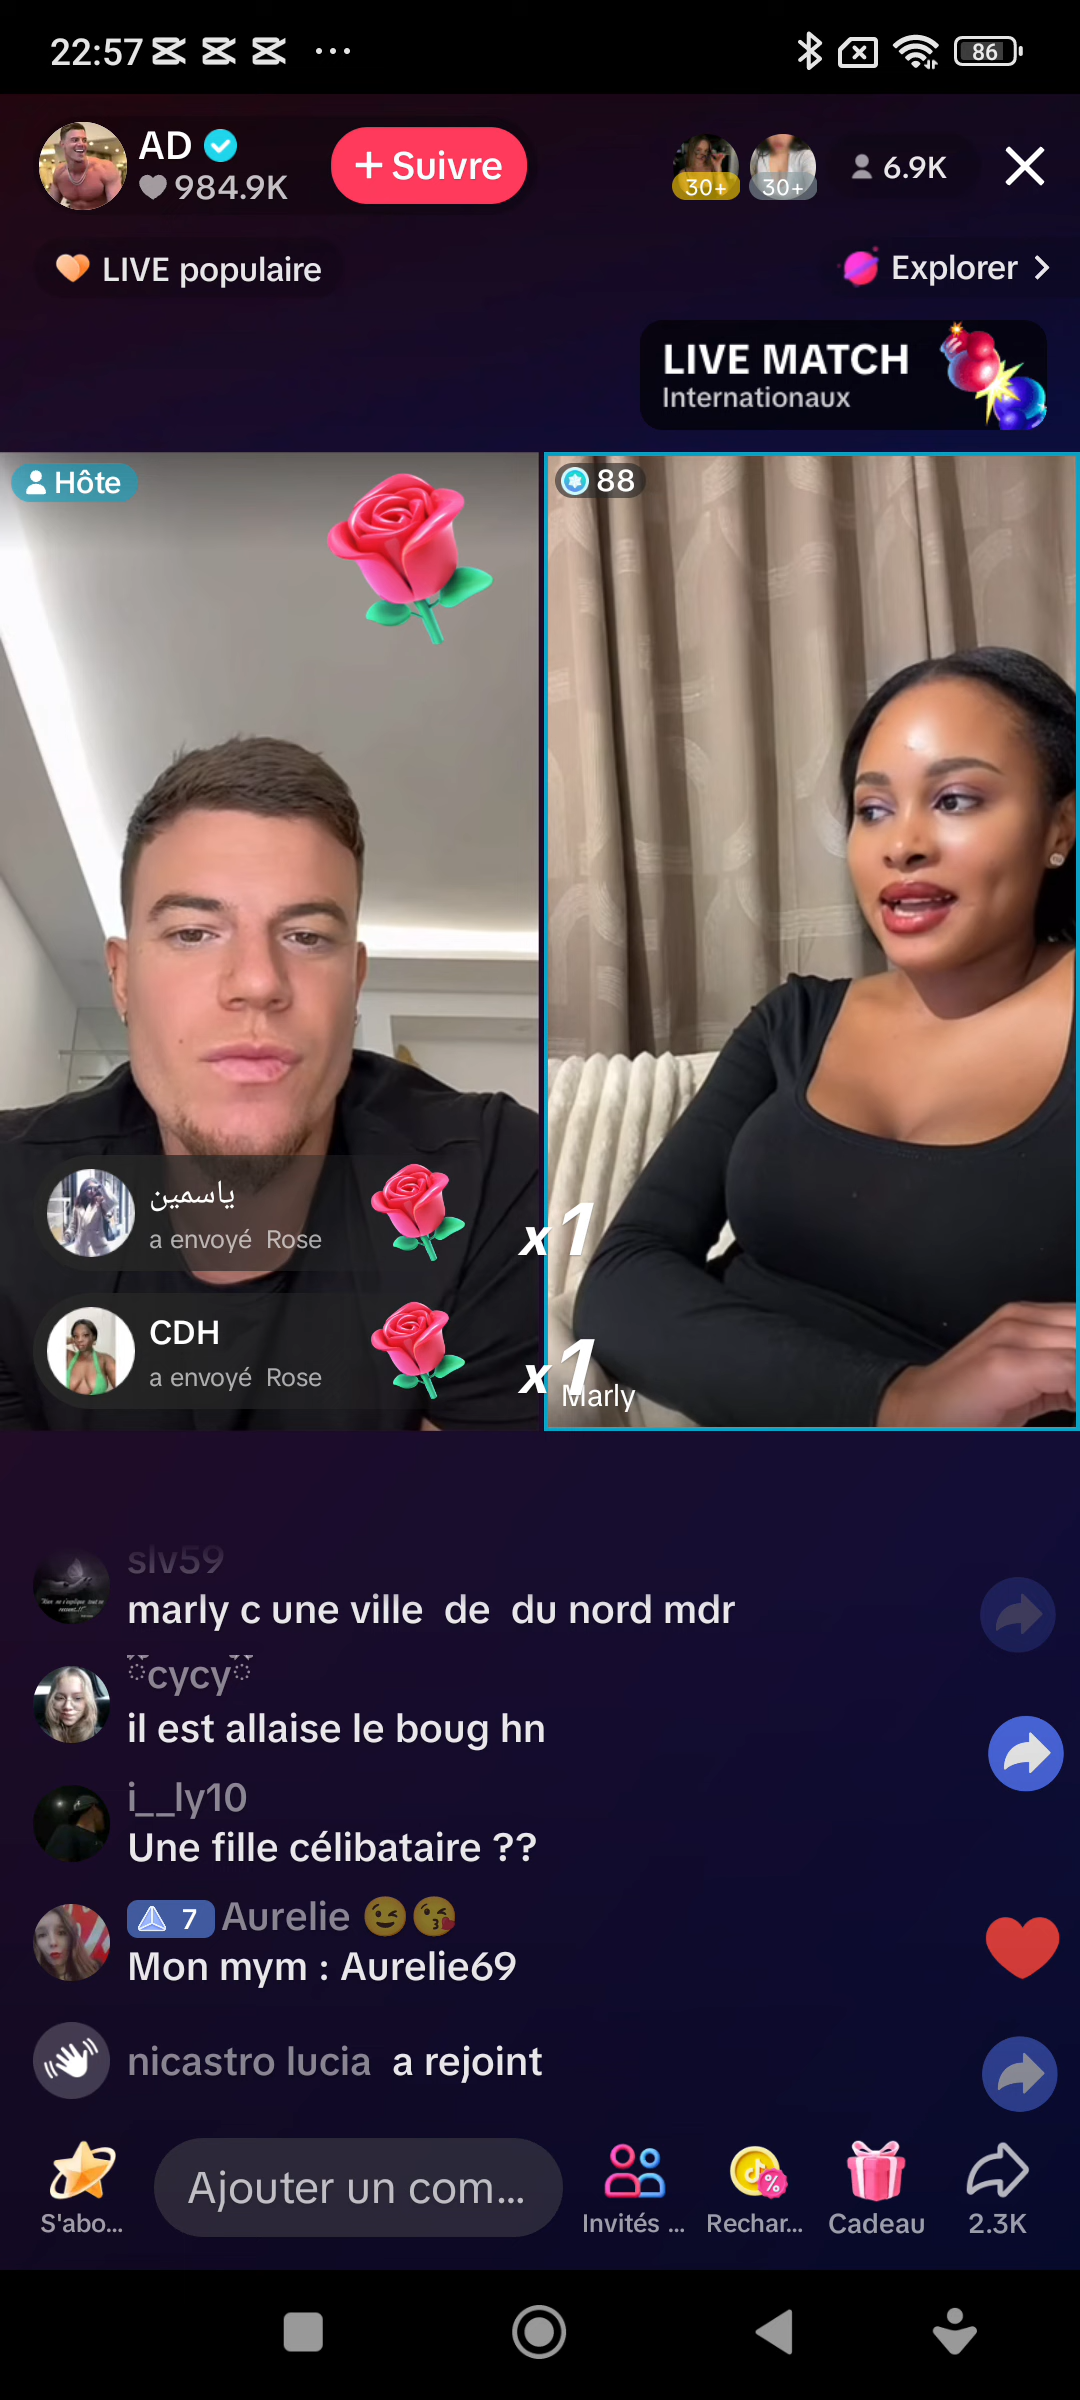 22:57
86
AD
984.9K
+ Suivre
30+
30+
6.9K
LIVE populaire
Explorer
LIVE MATCH
Internationaux
Hôte
88
ياسمين
a envoyé Rose
x1
CDH
a envoyé Rose
x1
Marly
slv59
marly c une ville de du nord mdr
cycy
il est allaise le boug hn
i__ly10
Une fille célibataire ??
7 Aurelie 😉😘
Mon mym : Aurelie69
nicastro lucia a rejoint
S'abo...
Ajouter un com...
Invités ...
Rechar...
Cadeau
2.3K